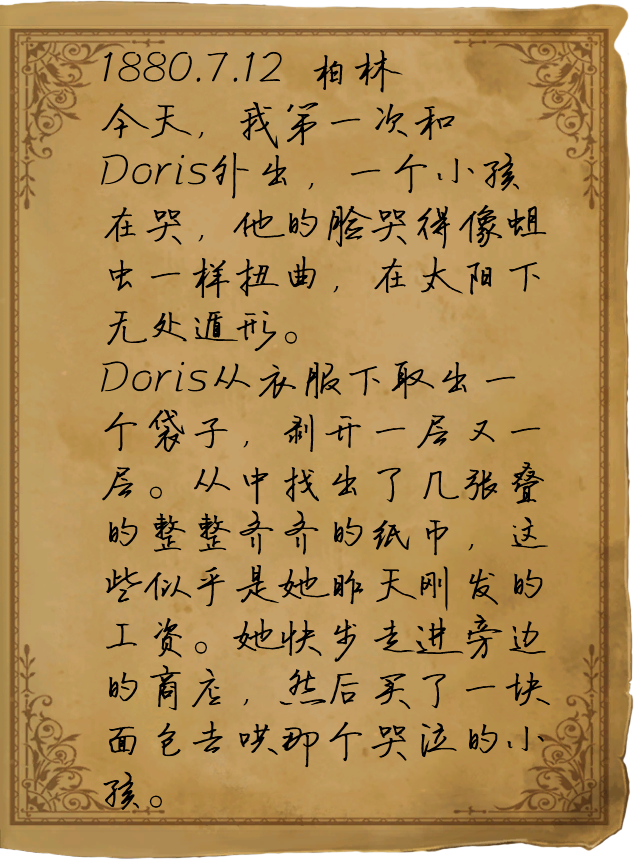 1880.7.12 柏林
今天，我第一次和
Doris外出，一个小孩
在哭，他的脸哭得像蛆
虫一样扭曲，在太阳下
无处遁形。
Doris从衣服下取出一
个袋子，剥开一层又一
层。从中找出了几张叠
的整整齐齐的纸币，这
些似乎是她昨天刚发的
工资。她快步走进旁边
的商店，然后买了一块
面包去哄那个哭泣的小
孩。